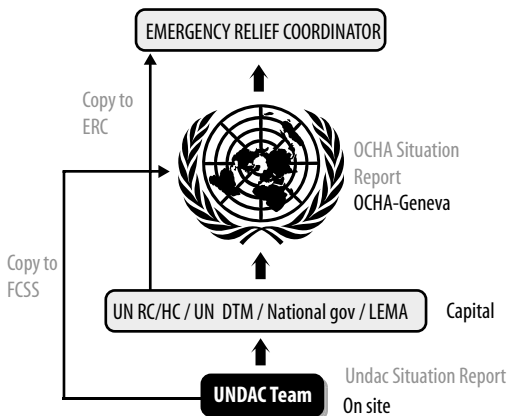 EMERGENCY RELIEF COORDINATOR
Copy to
ERC
OCHA Situation
Report
OCHA-Geneva
Copy to
FCSS
UN RC/HC / UN DTM / National gov / LEMA
Capital
Undac Situation Report
UNDAC Team
On site